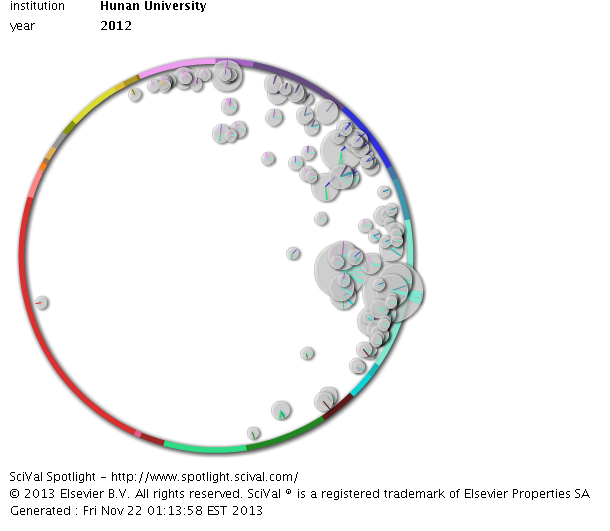 institution Hunan University
year 2012
SciVal Spotlight - http://www.spotlight.scival.com/
© 2013 Elsevier B.V. All rights reserved. SciVal ® is a registered trademark of Elsevier Properties SA
Generated : Fri Nov 22 01:13:58 EST 2013